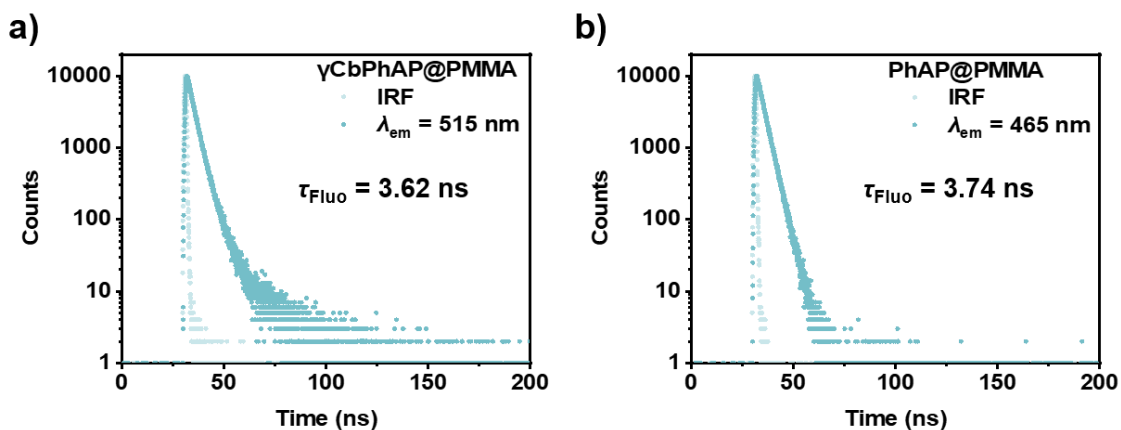 a)
γCbPhAP@PMMA
IRF
λem = 515 nm
τFluo = 3.62 ns
10000
1000
100
10
1
Counts
0 50 100 150 200
Time (ns)
b)
PhAP@PMMA
IRF
λem = 465 nm
τFluo = 3.74 ns
10000
1000
100
10
1
Counts
0 50 100 150 200
Time (ns)